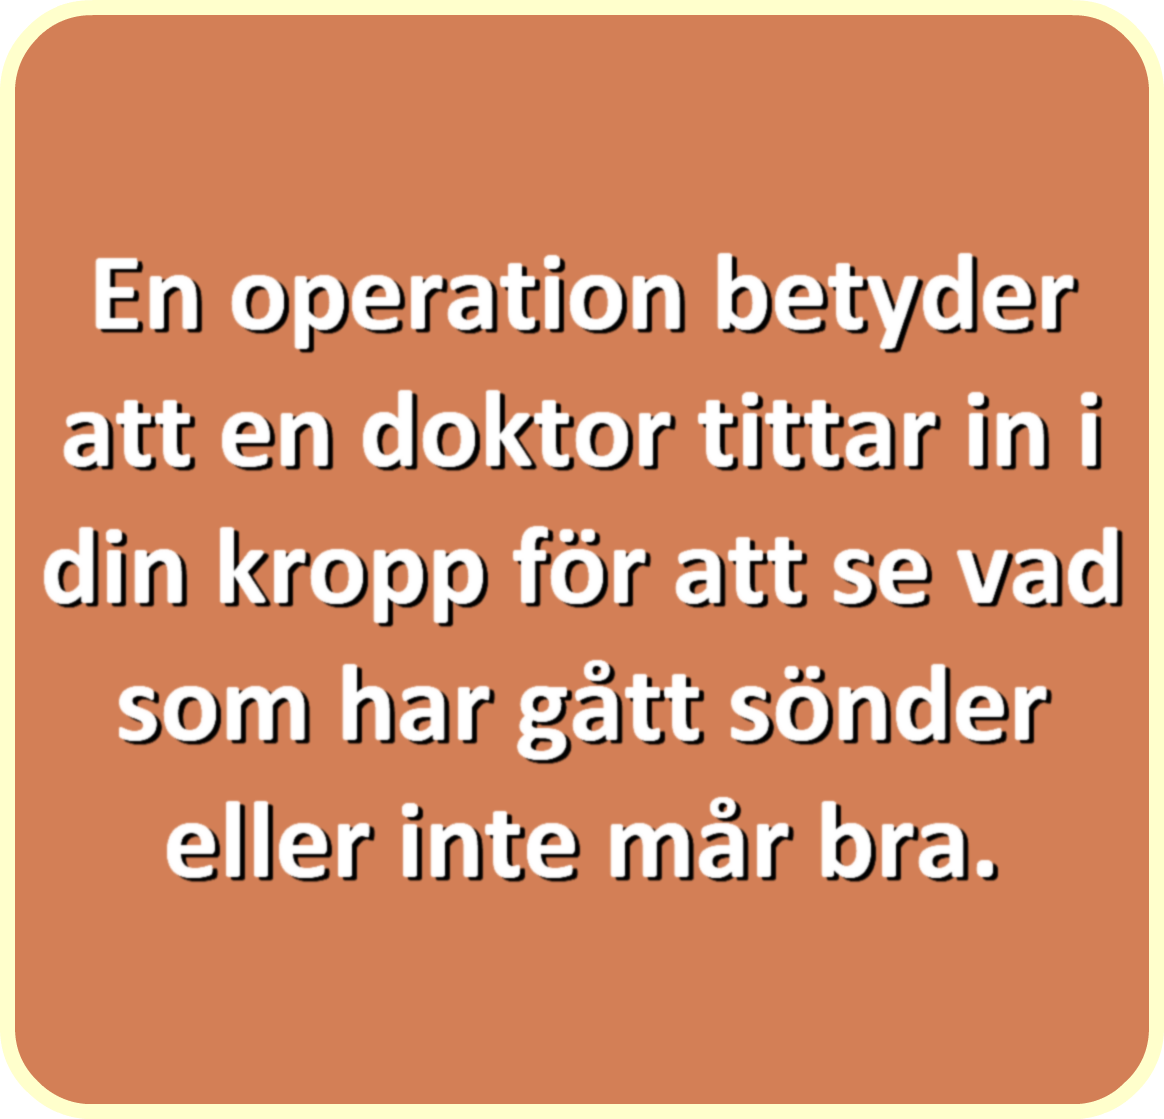 En operation betyder
att en doktor tittar in i
din kropp för att se vad
som har gått sönder
eller inte mår bra.